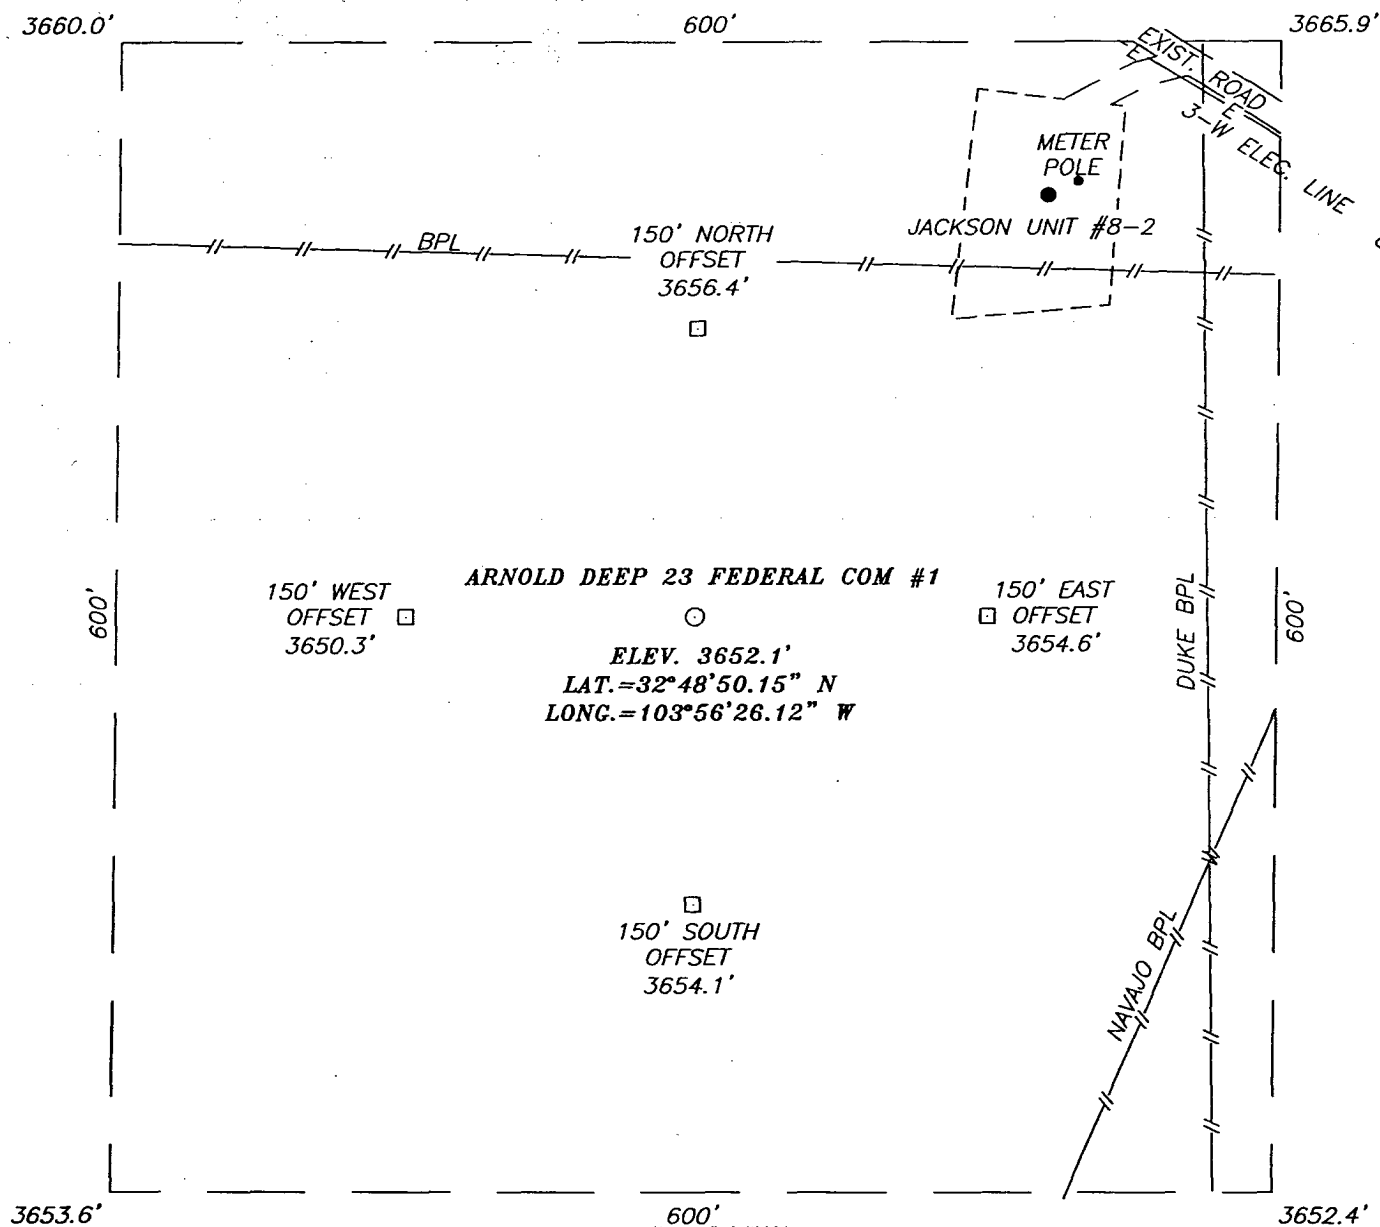 3660.0'
600'
3665.9'
EXIST. ROAD
E
E
3-W ELEC. LINE
METER
POLE
JACKSON UNIT #8-2
BPL
150' NORTH
OFFSET
3656.4'
ARNOLD DEEP 23 FEDERAL COM #1
150' WEST
OFFSET
3650.3'
150' EAST
OFFSET
3654.6'
600'
600'
DUKE BPL
ELEV. 3652.1'
LAT.=32°48'50.15" N
LONG.=103°56'26.12" W
150' SOUTH
OFFSET
3654.1'
NAVAJO BPL
3653.6'
600'
3652.4'